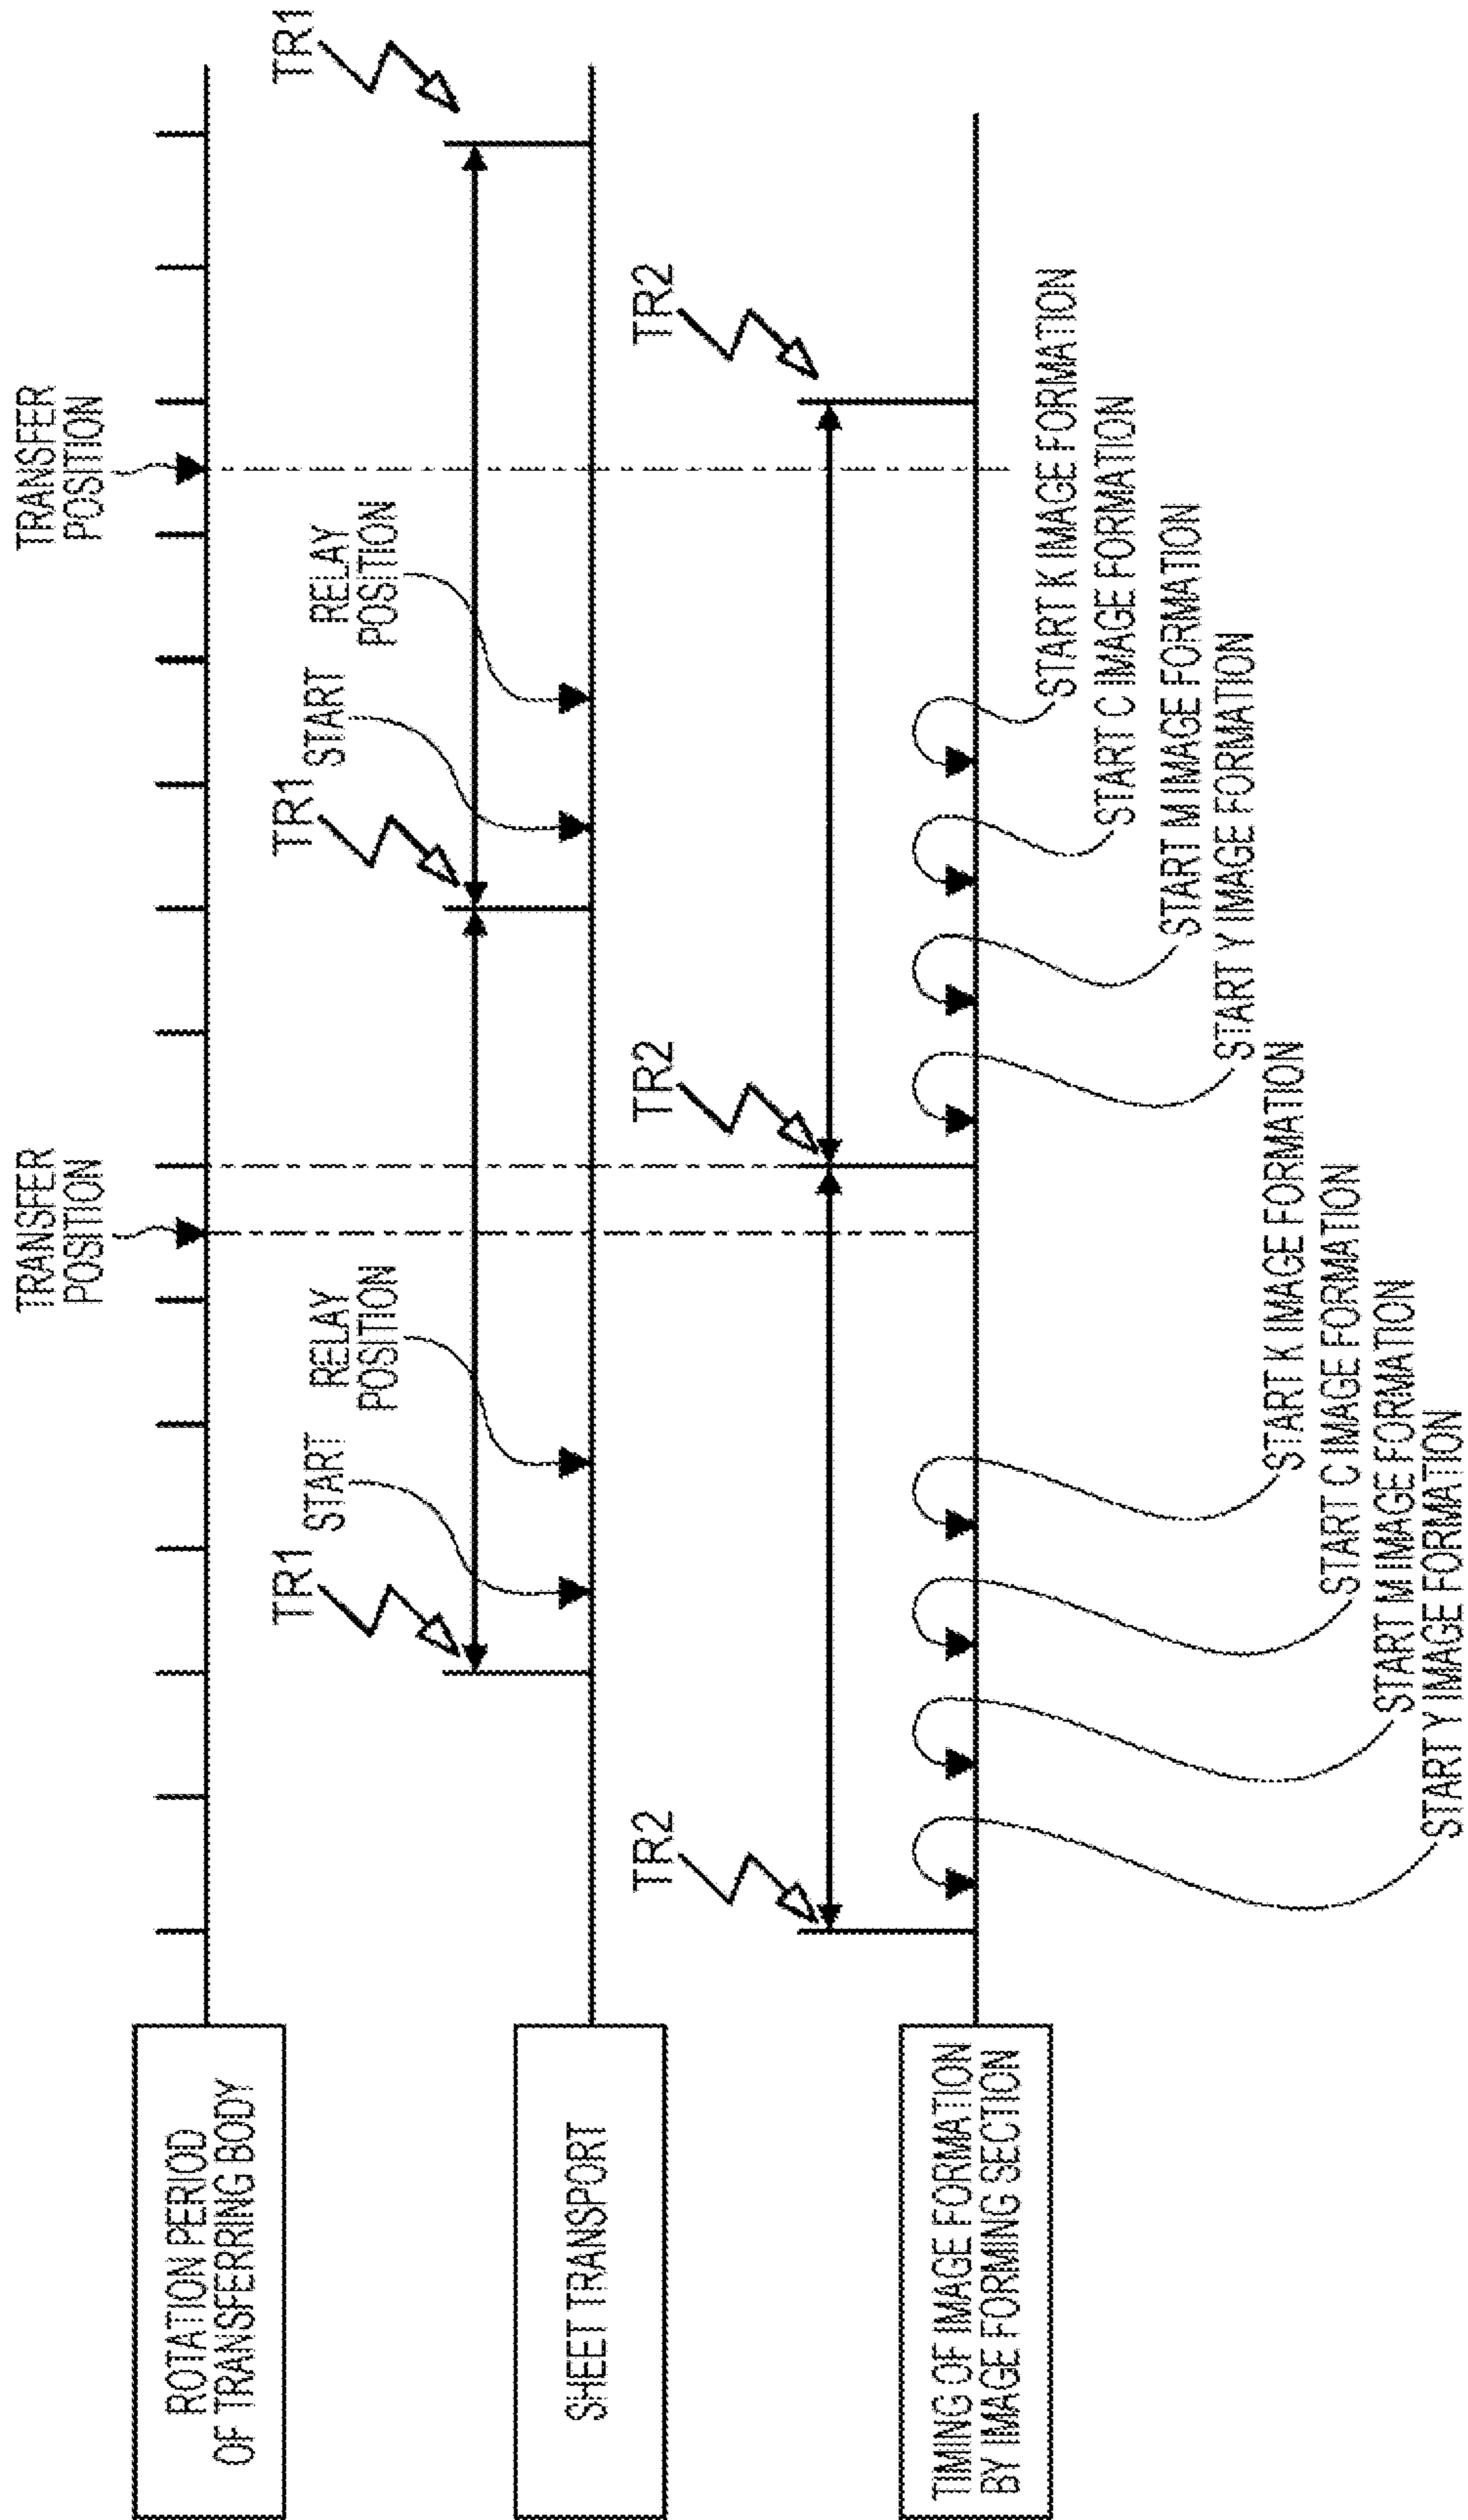 TRANSFER
POSITION
TRANSFER
POSITION
ROTATION PERIOD
OF TRANSFERRING BODY
TR1
START
RELAY
POSITION
TR1
START
RELAY
POSITION
TR1
SHEET TRANSPORT
TR2
TR2
TR2
TIMING OF IMAGE FORMATION
BY IMAGE FORMING SECTION
START K IMAGE FORMATION
START C IMAGE FORMATION
START M IMAGE FORMATION
START Y IMAGE FORMATION
START K IMAGE FORMATION
START C IMAGE FORMATION
START M IMAGE FORMATION
START Y IMAGE FORMATION